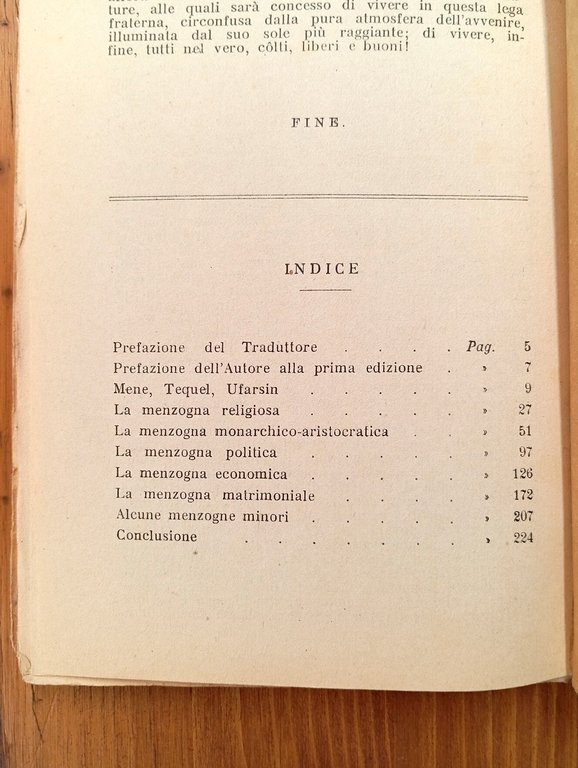 ture, alle quali sarà concesso di vivere in questa lega
fraterna, circonfusa dalla pura atmosfera dell'avvenire,
illuminata dal suo sole più raggiante; di vivere, in-
fine, tutti nel vero, côlti, liberi e buoni!
FINE.
INDICE
Prefazione del Traduttore . . . . Pag. 5
Prefazione dell'Autore alla prima edizione . » 7
Mene, Tequel, Ufarsin . . . . . » 9
La menzogna religiosa . . . . . » 27
La menzogna monarchico-aristocratica . . » 51
La menzogna politica . . . . . » 97
La menzogna economica . . . . . » 126
La menzogna matrimoniale . . . . » 172
Alcune menzogne minori . . . . . » 207
Conclusione . . . . . . . » 224